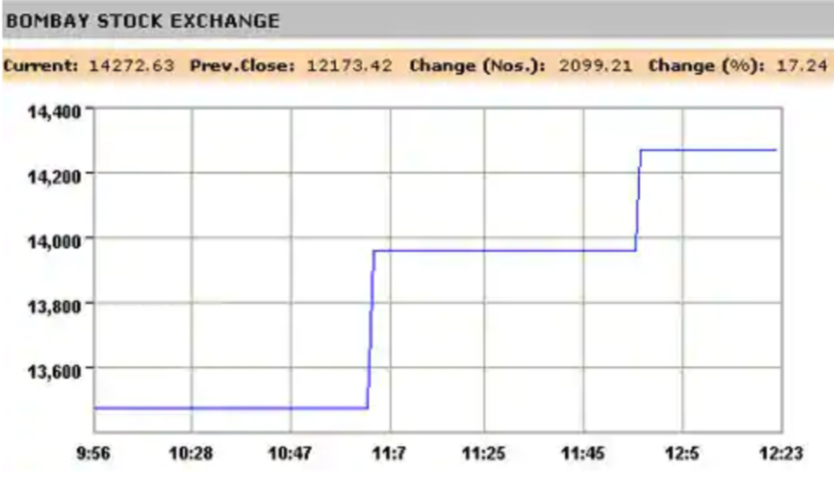 BOMBAY STOCK EXCHANGE
Current: 14272.63 Prev.Close: 12173.42 Change (Nos.): 2099.21 Change (%): 17.24
14,400
14,200
14,000
13,800
13,600
9:56 10:28 10:47 11:7 11:25 11:45 12:5 12:23